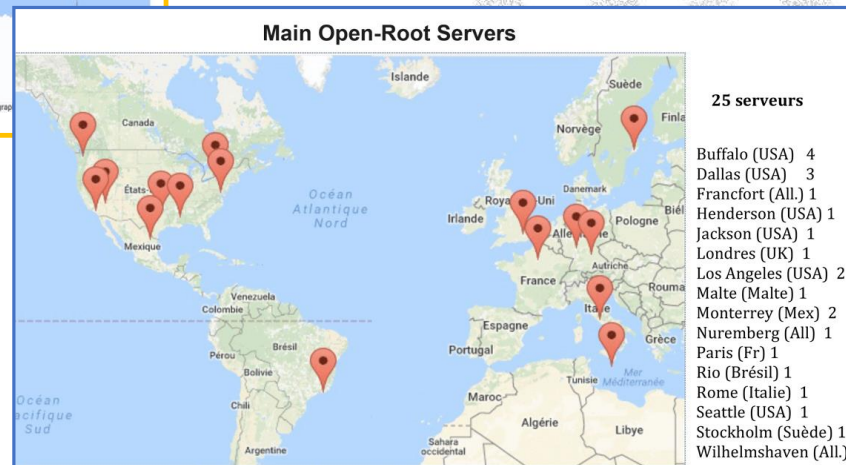 Main Open-Root Servers
Islande
Suède
Norvège
Canada
États-
Océan
Atlantique
Nord
Danemark
Irlande
Pologne
Autriche
France
Mexique
Venezuela
Colombie
Espagne
Portugal
Grèce
Pérou
Brésil
Bolivie
Mer
Méditerranée
Tunisie
Maroc
Chili
Algérie
Libye
Océan
acifique
Sud
Argentine
Sahara
occidental
25 serveurs
Buffalo (USA) 4
Dallas (USA) 3
Francfort (All.) 1
Henderson (USA) 1
Jackson (USA) 1
Londres (UK) 1
Los Angeles (USA) 2
Malte (Malte) 1
Monterrey (Mex) 2
Nuremberg (All) 1
Paris (Fr) 1
Rio (Brésil) 1
Rome (Italie) 1
Seattle (USA) 1
Stockholm (Suède) 1
Wilhelmshaven (All.)